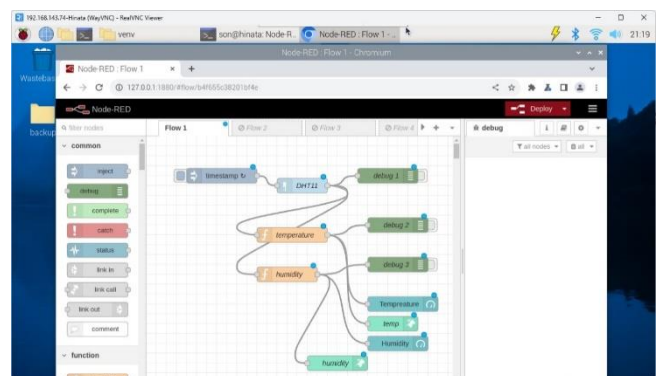 192.168.143.74-Hinata (WayVNC) - RealVNC Viewer
venv
son@hinata: Node-R..
Node-RED : Flow 1 - ..
21:19
Node-RED : Flow 1 - Chromium
Wastebas
Node-RED : Flow 1
127.0.0.1:1880/#flow/b4f655c38201bf4e
Node-RED
Deploy
backup
filter nodes
Flow 1
Flow 2
Flow 3
Flow 4
debug
all nodes
all
common
inject
debug
complete
catch
status
link in
link call
link out
comment
function
timestamp ↻
DHT11
debug 1
temperature
debug 2
humidity
debug 2
Tempreature
temp
Humidity
humidity